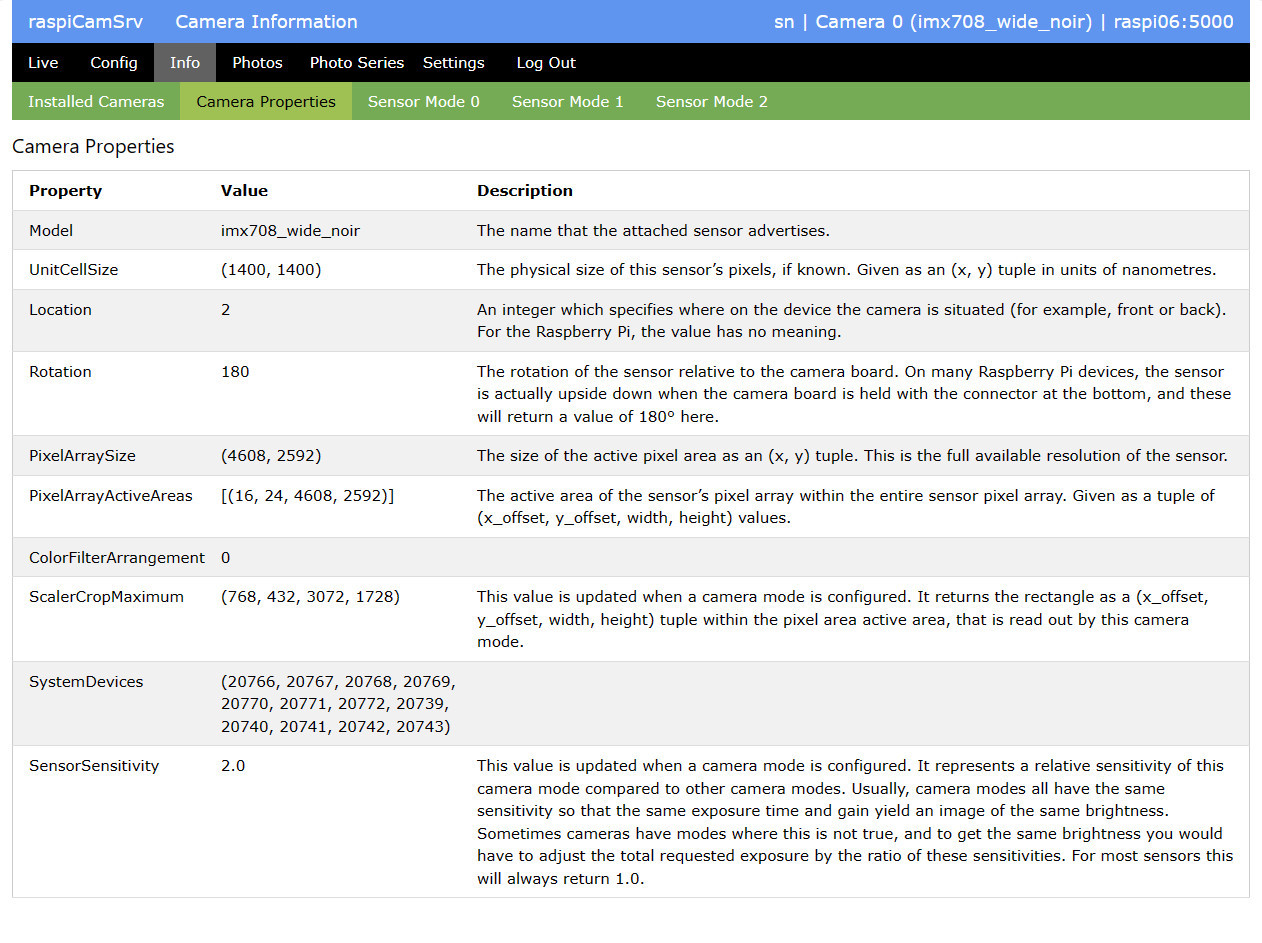 raspiCamSrv Camera Information sn | Camera 0 (imx708_wide_noir) | raspi06:5000
Live Config Info Photos Photo Series Settings Log Out
Installed Cameras Camera Properties Sensor Mode 0 Sensor Mode 1 Sensor Mode 2
Camera Properties
Property Value Description
Model imx708_wide_noir The name that the attached sensor advertises.
UnitCellSize (1400, 1400) The physical size of this sensor’s pixels, if known. Given as an (x, y) tuple in units of nanometres.
Location 2 An integer which specifies where on the device the camera is situated (for example, front or back).
For the Raspberry Pi, the value has no meaning.
Rotation 180 The rotation of the sensor relative to the camera board. On many Raspberry Pi devices, the sensor
is actually upside down when the camera board is held with the connector at the bottom, and these
will return a value of 180º here.
PixelArraySize (4608, 2592) The size of the active pixel area as an (x, y) tuple. This is the full available resolution of the sensor.
PixelArrayActiveAreas [(16, 24, 4608, 2592)] The active area of the sensor’s pixel array within the entire sensor pixel array. Given as a tuple of
(x_offset, y_offset, width, height) values.
ColorFilterArrangement 0
ScalerCropMaximum (768, 432, 3072, 1728) This value is updated when a camera mode is configured. It returns the rectangle as a (x_offset,
y_offset, width, height) tuple within the pixel area active area, that is read out by this camera
mode.
SystemDevices (20766, 20767, 20768, 20769,
20770, 20771, 20772, 20739,
20740, 20741, 20742, 20743)
SensorSensitivity 2.0 This value is updated when a camera mode is configured. It represents a relative sensitivity of this
camera mode compared to other camera modes. Usually, camera modes all have the same
sensitivity so that the same exposure time and gain yield an image of the same brightness.
Sometimes cameras have modes where this is not true, and to get the same brightness you would
have to adjust the total requested exposure by the ratio of these sensitivities. For most sensors this
will always return 1.0.